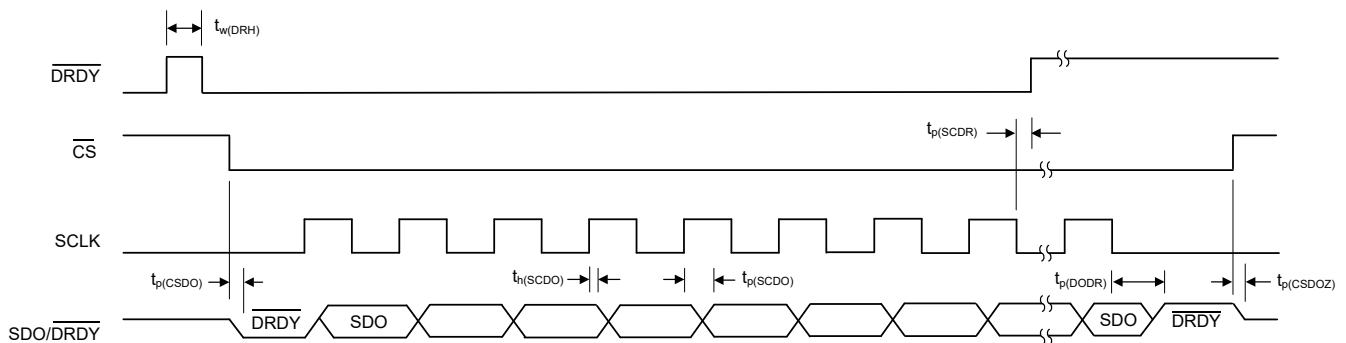 tw(DRH)
DRDY
CS
tp(SCDR)
SCLK
tp(CSDO)
th(SCDO)
tp(SCDO)
tp(DODR)
tp(CSDOZ)
SDO/DRDY
DRDY
SDO
SDO
DRDY